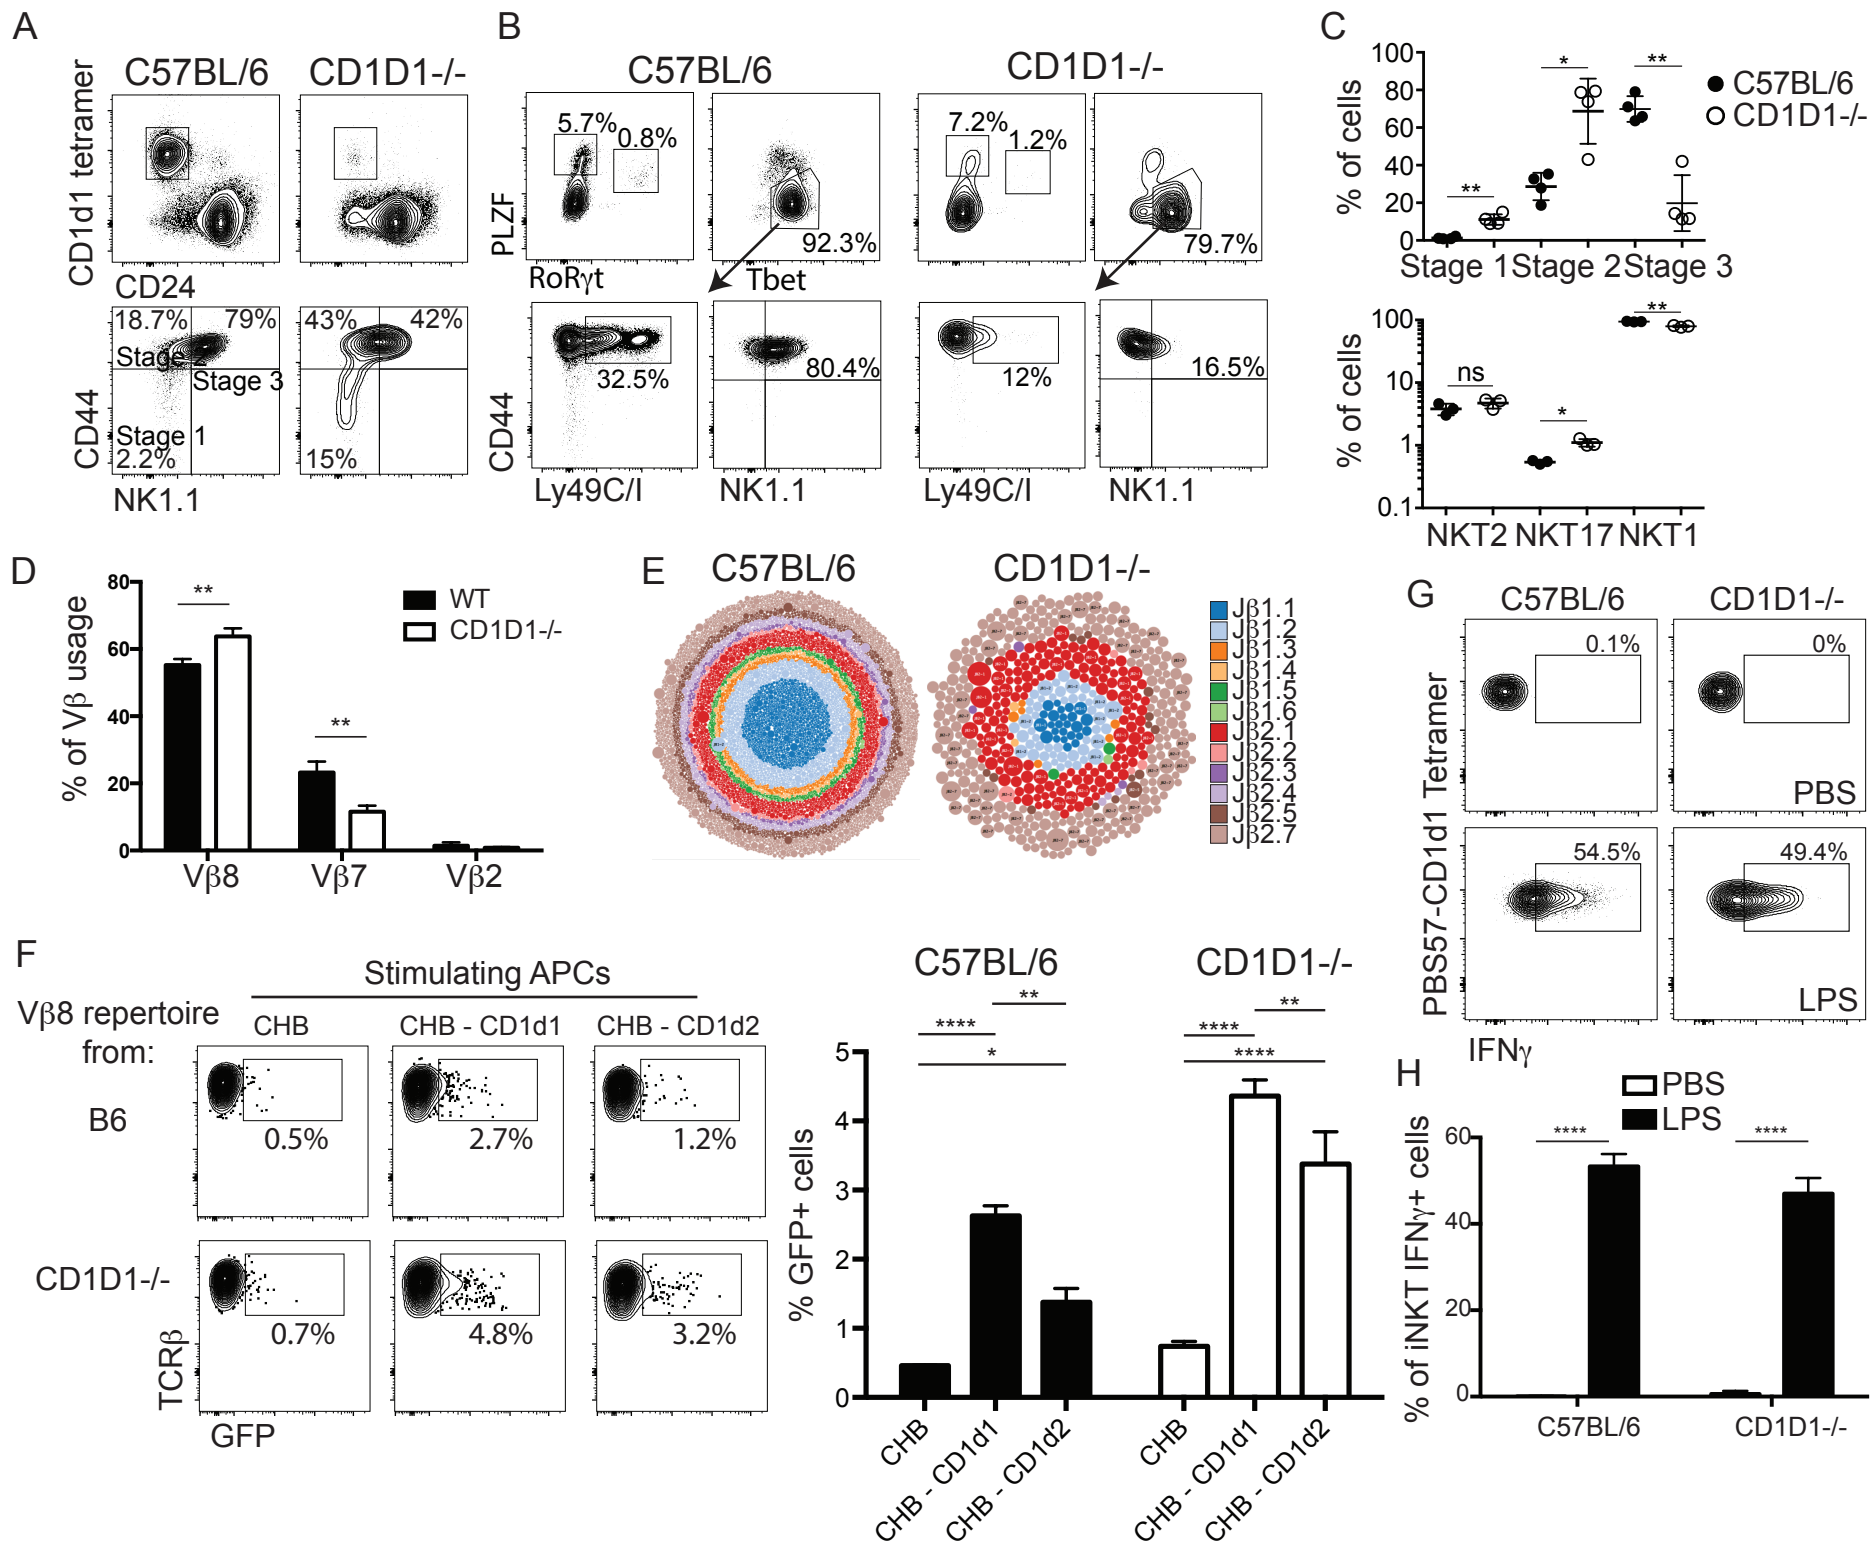 A
C57BL/6
CD1D1-/-
CD1d1 tetramer
CD24
18.7%
79%
Stage 2
Stage 3
Stage 1
2.2%
43%
42%
15%
CD44
NK1.1
B
C57BL/6
CD1D1-/-
5.7%
0.8%
92.3%
7.2%
1.2%
79.7%
PLZF
RoRγt
Tbet
32.5%
80.4%
12%
16.5%
CD44
Ly49C/I
NK1.1
Ly49C/I
NK1.1
C
100
80
60
40
20
0
% of cells
**
*
**
C57BL/6
CD1D1-/-
Stage 1
Stage 2
Stage 3
100
10
1
0.1
% of cells
ns
*
**
NKT2
NKT17
NKT1
D
80
60
40
20
0
% of Vβ usage
**
**
WT
CD1D1-/-
Vβ8
Vβ7
Vβ2
E
C57BL/6
CD1D1-/-
Jβ1.1
Jβ1.2
Jβ1.3
Jβ1.4
Jβ1.5
Jβ1.6
Jβ2.1
Jβ2.2
Jβ2.3
Jβ2.4
Jβ2.5
Jβ2.7
F
Stimulating APCs
Vβ8 repertoire
from:
CHB
CHB - CD1d1
CHB - CD1d2
B6
0.5%
2.7%
1.2%
CD1D1-/-
0.7%
4.8%
3.2%
TCRβ
GFP
C57BL/6
CD1D1-/-
**
****
*
**
****
****
5
4
3
2
1
0
% GFP+ cells
CHB
CHB - CD1d1
CHB - CD1d2
CHB
CHB - CD1d1
CHB - CD1d2
G
C57BL/6
CD1D1-/-
0.1%
0%
PBS
54.5%
49.4%
LPS
PBS57-CD1d1 Tetramer
IFNγ
H
PBS
LPS
60
40
20
0
% of iNKT IFNγ+ cells
****
****
C57BL/6
CD1D1-/-